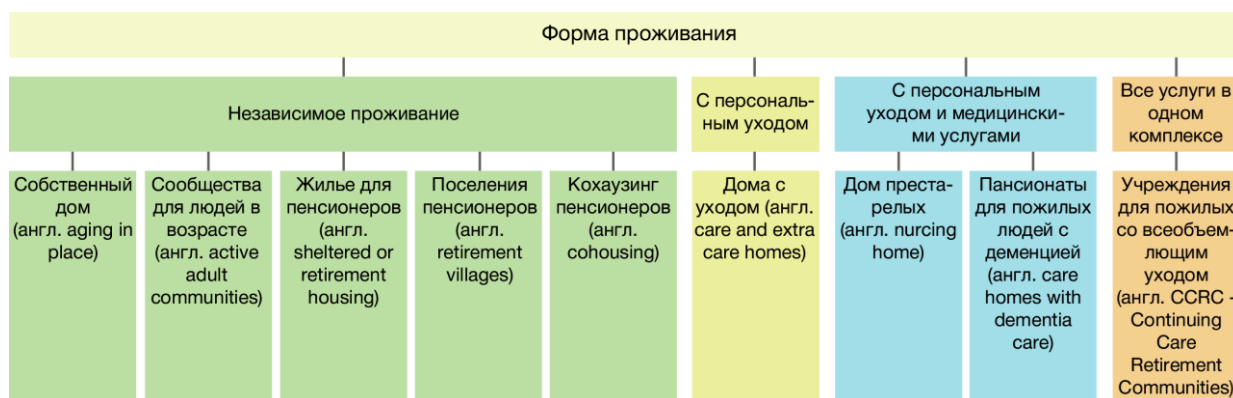 Форма проживания
Независимое проживание
С персональ-
ным уходом
С персональным
уходом и медицински-
ми услугами
Все услуги в
одном
комплексе
Собственный
дом
(англ. aging in
place)
Сообщества
для людей в
возрасте
(англ. active
adult
communities)
Жилье для
пенсионеров
(англ.
sheltered or
retirement
housing)
Поселения
пенсионеров
(англ.
retirement
villages)
Кохаузинг
пенсионеров
(англ.
cohousing)
Дома с
уходом (англ.
care and extra
care homes)
Дом преста-
релых
(англ. nurcing
home)
Пансионаты
для пожилых
людей с
деменцией
(англ. care
homes with
dementia
care)
Учреждения
для пожилых
со всеобъем-
лющим
уходом
(англ. CCRC -
Continuing
Care
Retirement
Communities)